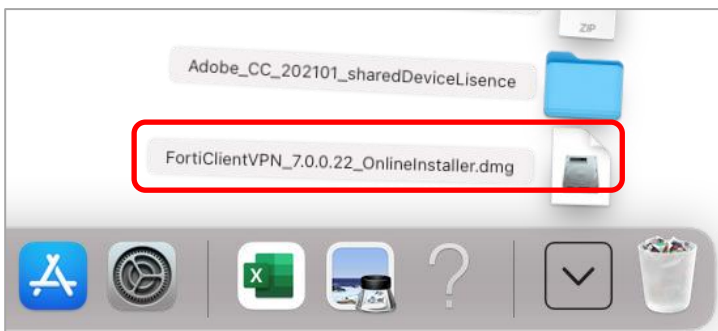 ZIP
Adobe_CC_202101_sharedDeviceLisence
FortiClientVPN_7.0.0.22_OnlineInstaller.dmg